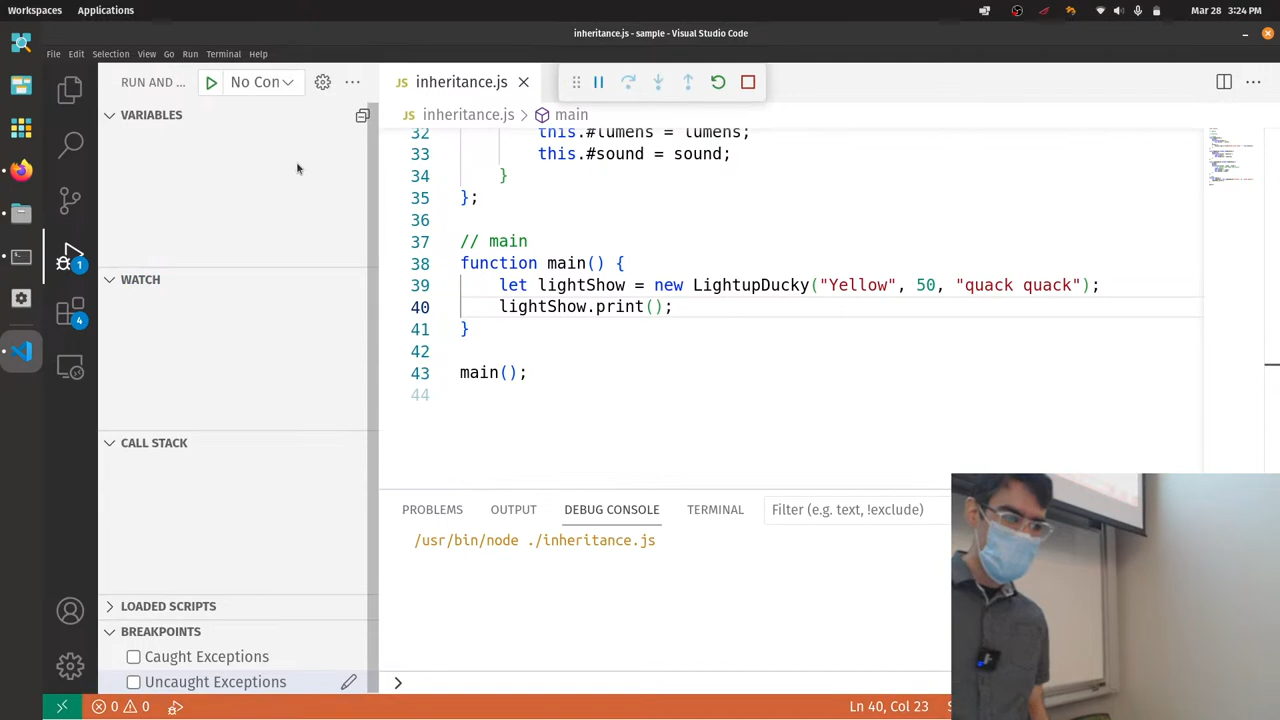 Workspaces Applications Mar 28 3:24 PM
inheritance.js - sample - Visual Studio Code
File Edit Selection View Go Run Terminal Help
RUN AND ... No Con JS inheritance.js
JS inheritance.js > main
VARIABLES
WATCH
CALL STACK
LOADED SCRIPTS
BREAKPOINTS
Caught Exceptions
Uncaught Exceptions
1
4
32 this.#lumens = lumens;
33 this.#sound = sound;
34 }
35 };
36
37 // main
38 function main() {
39 let lightShow = new LightupDucky("Yellow", 50, "quack quack");
40 lightShow.print();
41 }
42
43 main();
44
PROBLEMS OUTPUT DEBUG CONSOLE TERMINAL Filter (e.g. text, !exclude)
/usr/bin/node ./inheritance.js
>
0 0 Ln 40, Col 23